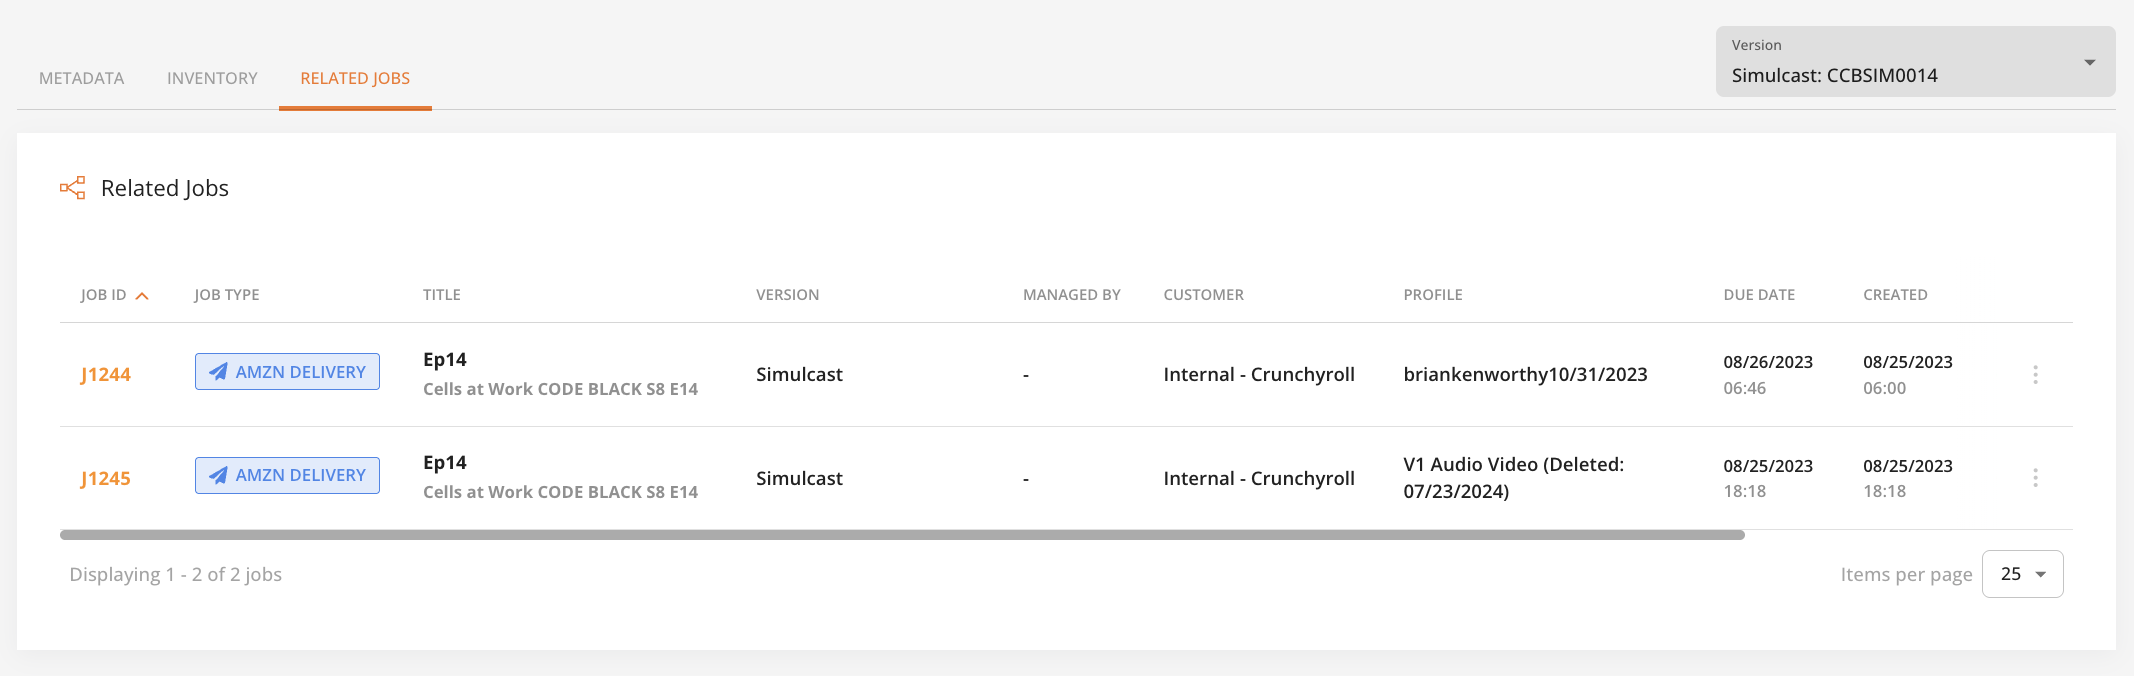 METADATA INVENTORY RELATED JOBS
Version
Simulcast: CCBSIM0014
Related Jobs
JOB ID JOB TYPE TITLE VERSION MANAGED BY CUSTOMER PROFILE DUE DATE CREATED
J1244 AMZN DELIVERY Ep14 Simulcast - Internal - Crunchyroll briankenworthy10/31/2023 08/26/2023 08/25/2023
Cells at Work CODE BLACK S8 E14 06:46 06:00
J1245 AMZN DELIVERY Ep14 Simulcast - Internal - Crunchyroll V1 Audio Video (Deleted: 08/25/2023 08/25/2023
Cells at Work CODE BLACK S8 E14 07/23/2024) 18:18 18:18
Displaying 1 - 2 of 2 jobs Items per page 25